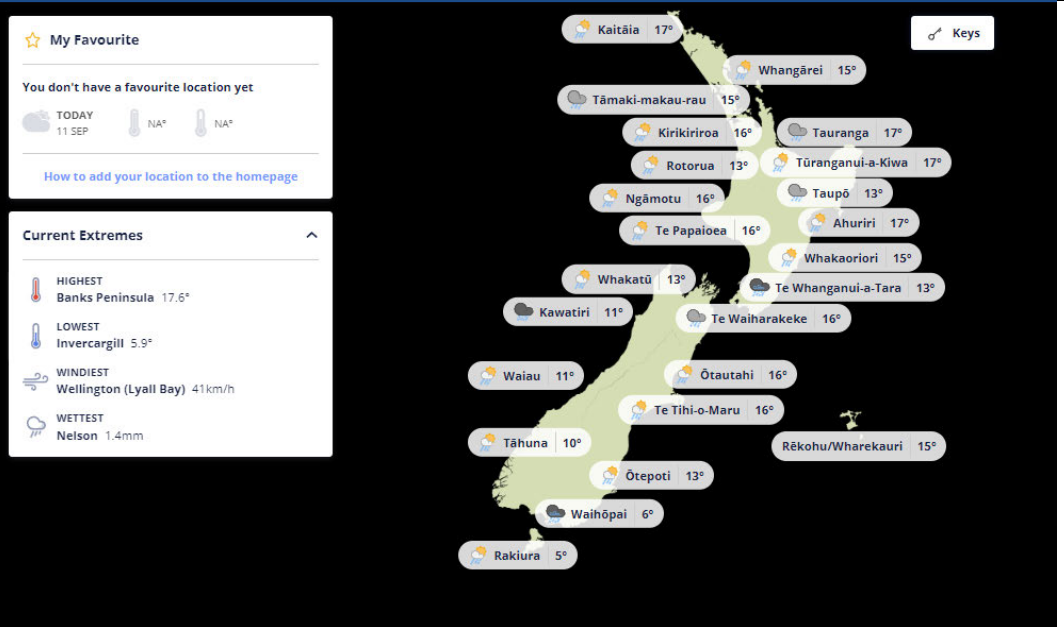 My Favourite
You don't have a favourite location yet
TODAY
11 SEP
NA°
NA°
How to add your location to the homepage
Current Extremes
HIGHEST
Banks Peninsula 17.6°
LOWEST
Invercargill 5.9°
WINDIEST
Wellington (Lyall Bay) 41km/h
WETTEST
Nelson 1.4mm
Keys
Kaitāia 17°
Whangārei 15°
Tāmaki-makau-rau 15°
Kirikiriroa 16°
Tauranga 17°
Rotorua 13°
Tūranganui-a-Kiwa 17°
Ngāmotu 16°
Taupō 13°
Te Papaioea 16°
Ahuriri 17°
Whakaoriori 15°
Whakatū 13°
Te Whanganui-a-Tara 13°
Kawatiri 11°
Te Waiharakeke 16°
Waiau 11°
Ōtautahi 16°
Te Tihi-o-Maru 16°
Tāhuna 10°
Rēkohu/Wharekauri 15°
Ōtepoti 13°
Waihōpai 6°
Rakiura 5°